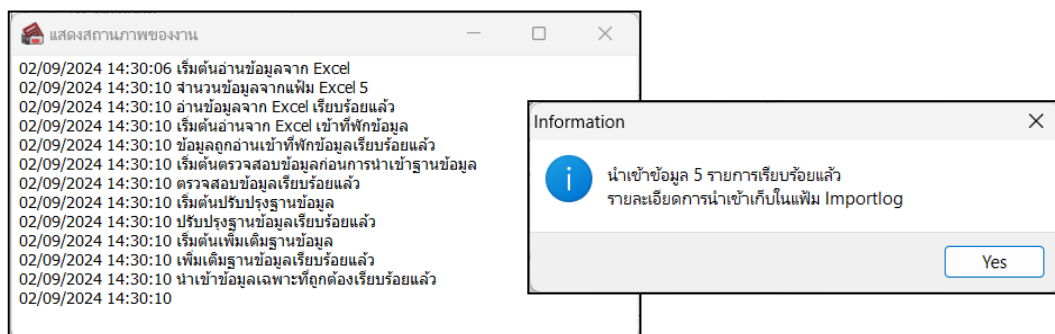 แสดงสถานภาพของงาน
02/09/2024 14:30:06 เริ่มต้นอ่านข้อมูลจาก Excel
02/09/2024 14:30:10 จำนวนข้อมูลจากแฟ้ม Excel 5
02/09/2024 14:30:10 อ่านข้อมูลจาก Excel เรียบร้อยแล้ว
02/09/2024 14:30:10 เริ่มต้นอ่านจาก Excel เข้าที่พักข้อมูล
02/09/2024 14:30:10 ข้อมูลถูกอ่านเข้าที่พักข้อมูลเรียบร้อยแล้ว
02/09/2024 14:30:10 เริ่มต้นตรวจสอบข้อมูลก่อนการนำเข้าฐานข้อมูล
02/09/2024 14:30:10 ตรวจสอบข้อมูลเรียบร้อยแล้ว
02/09/2024 14:30:10 เริ่มต้นปรับปรุงฐานข้อมูล
02/09/2024 14:30:10 ปรับปรุงฐานข้อมูลเรียบร้อยแล้ว
02/09/2024 14:30:10 เริ่มต้นเพิ่มเติมฐานข้อมูล
02/09/2024 14:30:10 เพิ่มเติมฐานข้อมูลเรียบร้อยแล้ว
02/09/2024 14:30:10 นำเข้าข้อมูลเฉพาะที่ถูกต้องเรียบร้อยแล้ว
02/09/2024 14:30:10
Information
นำเข้าข้อมูล 5 รายการเรียบร้อยแล้ว
รายละเอียดการนำเข้าเก็บในแฟ้ม Importlog
Yes